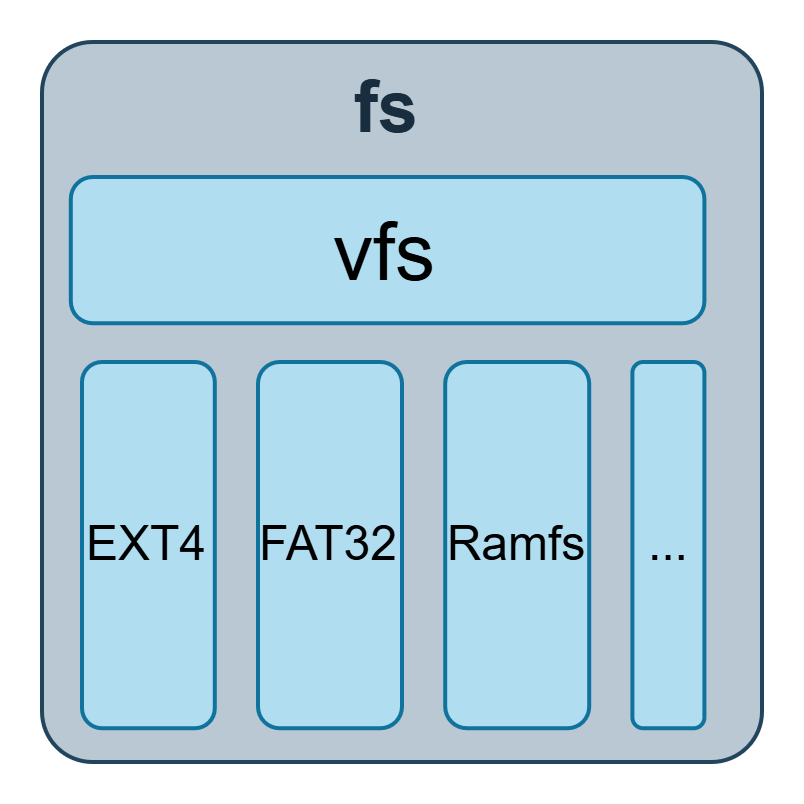 fs
vfs
EXT4
FAT32
Ramfs
...